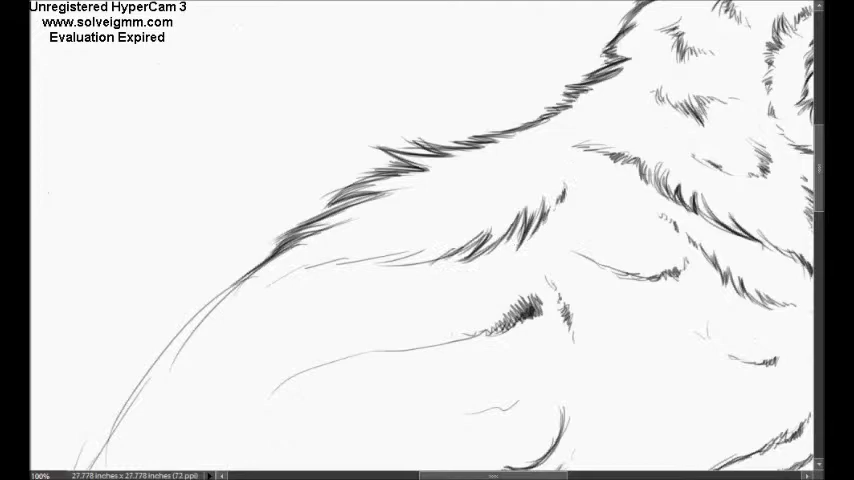 Unregistered HyperCam 3
www.solveigmm.com
Evaluation Expired
100% 27.778 inches x 27.778 inches (72 ppi)